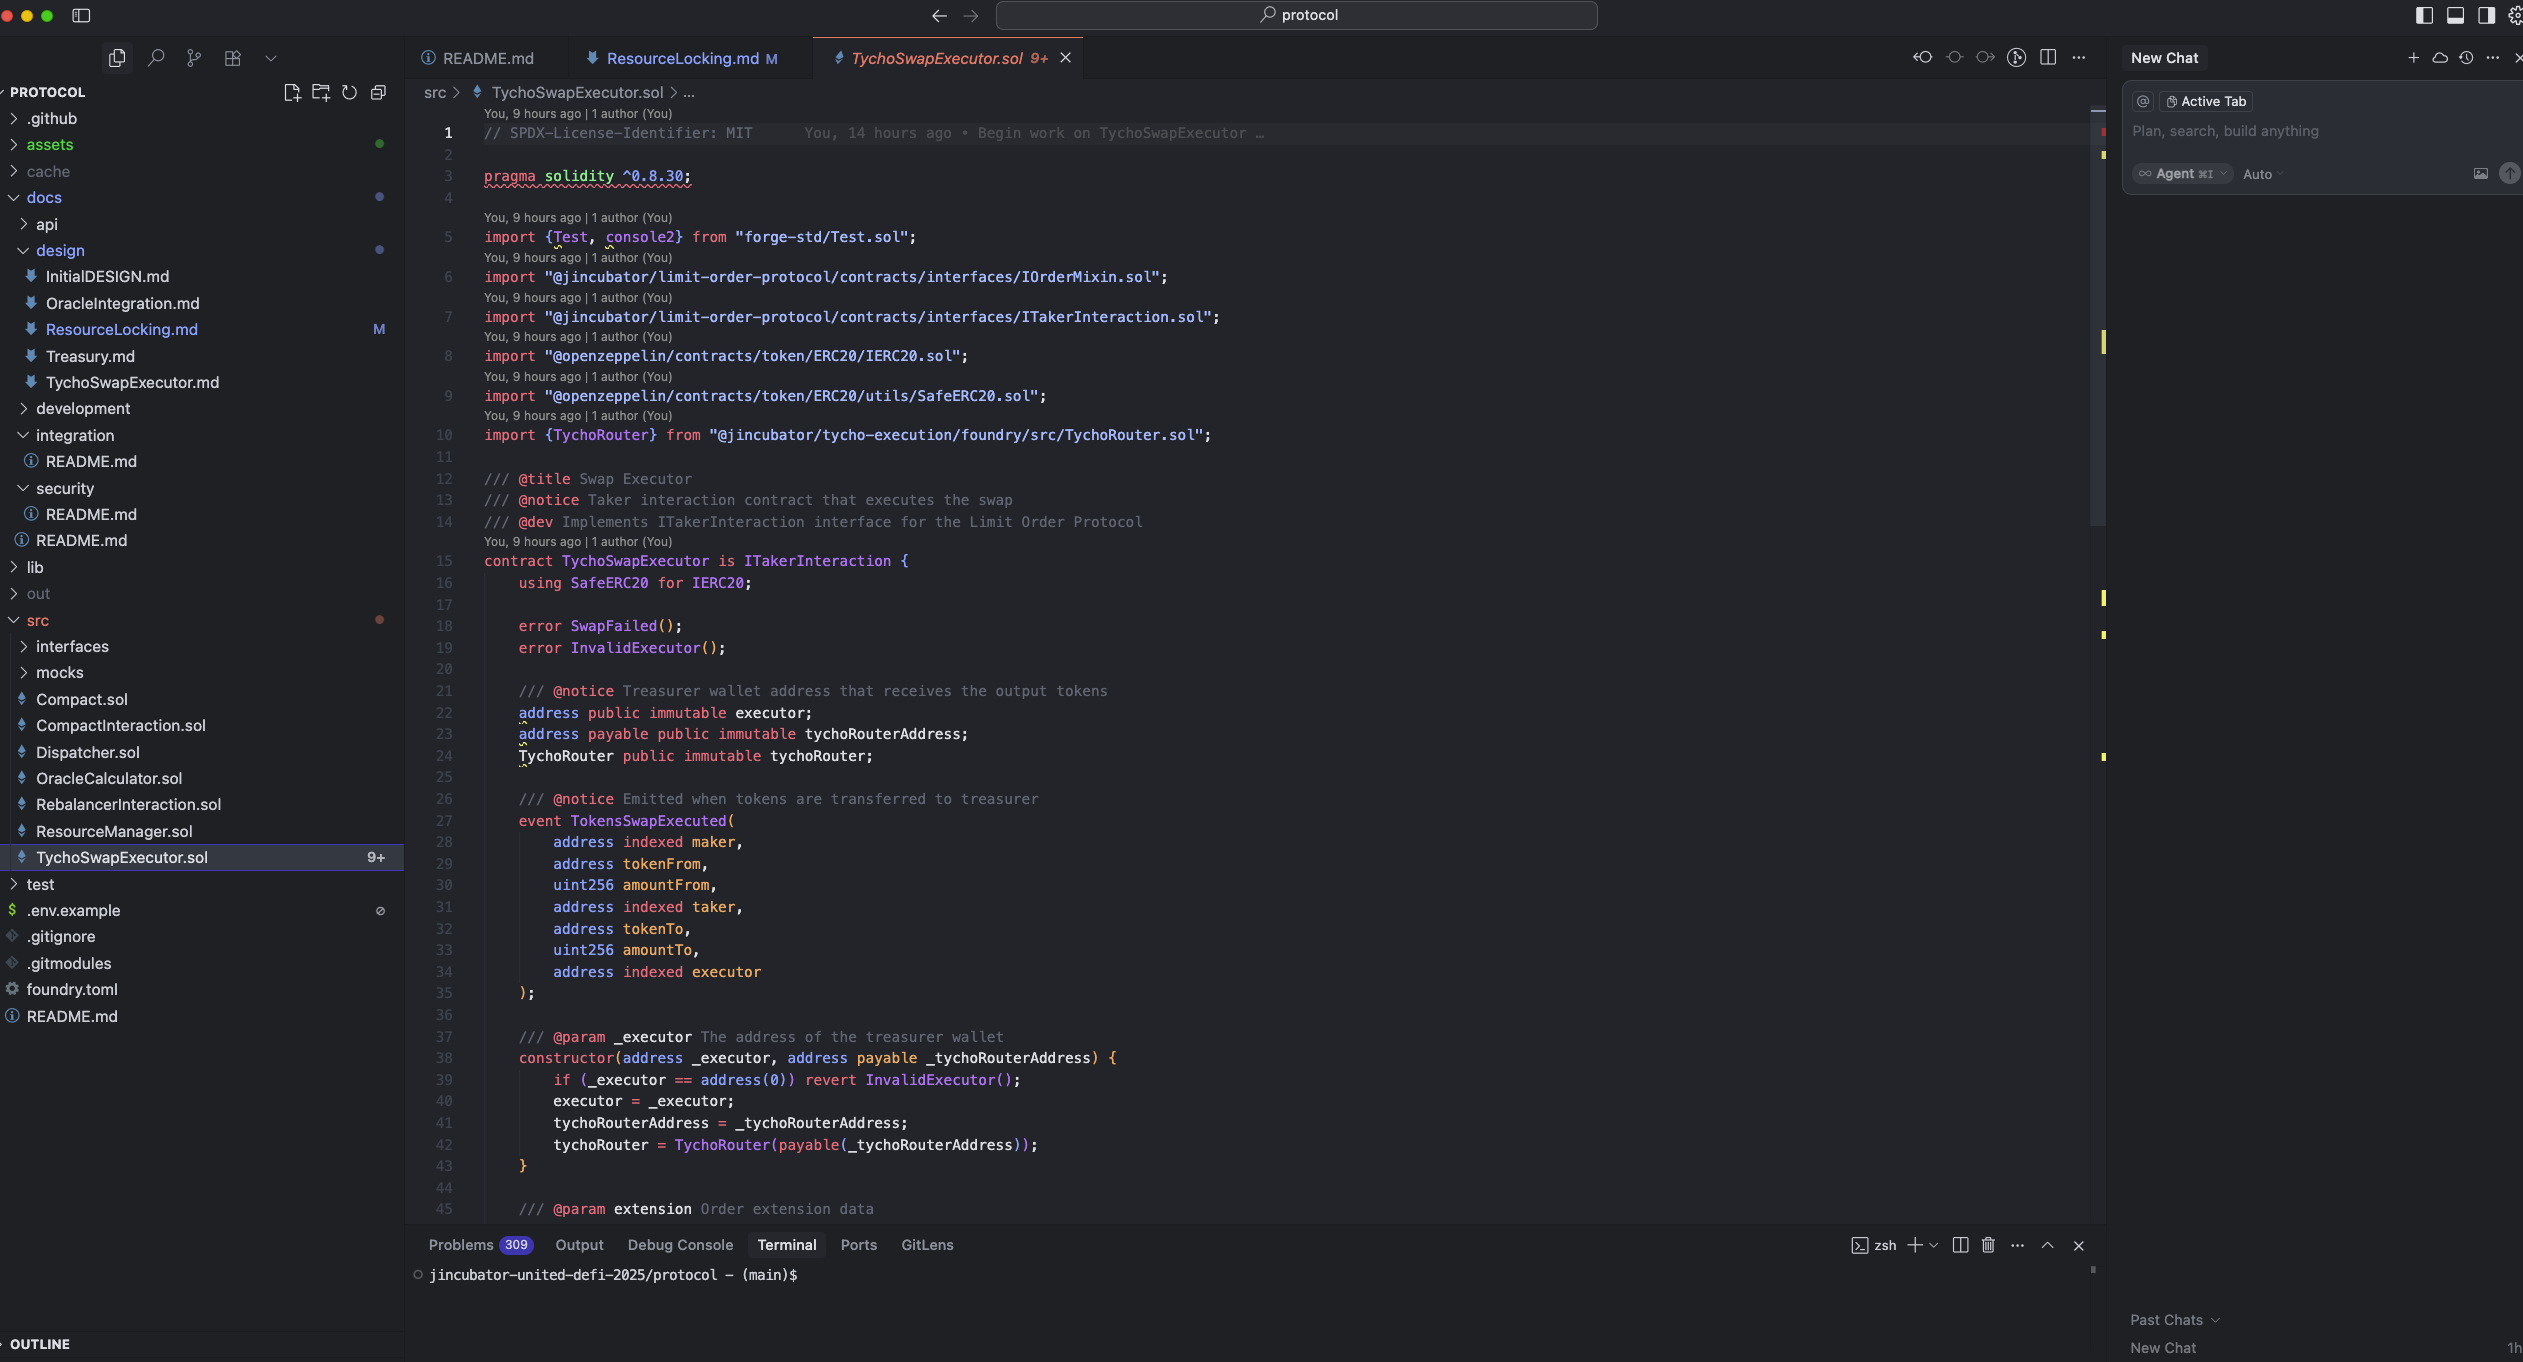 protocol
PROTOCOL
.github
assets
cache
docs
api
design
InitialDESIGN.md
OracleIntegration.md
ResourceLocking.md M
Treasury.md
TychoSwapExecutor.md
development
integration
README.md
security
README.md
README.md
lib
out
src
interfaces
mocks
Compact.sol
CompactInteraction.sol
Dispatcher.sol
OracleCalculator.sol
RebalancerInteraction.sol
ResourceManager.sol
TychoSwapExecutor.sol 9+
test
$ .env.example
.gitignore
.gitmodules
foundry.toml
README.md
OUTLINE
README.md
ResourceLocking.md M
TychoSwapExecutor.sol 9+
src > TychoSwapExecutor.sol > ...
You, 9 hours ago | 1 author (You)
1 // SPDX-License-Identifier: MIT You, 14 hours ago • Begin work on TychoSwapExecutor …
2
3 pragma solidity ^0.8.30;
4
You, 9 hours ago | 1 author (You)
5 import {Test, console2} from "forge-std/Test.sol";
You, 9 hours ago | 1 author (You)
6 import "@jincubator/limit-order-protocol/contracts/interfaces/IOrderMixin.sol";
You, 9 hours ago | 1 author (You)
7 import "@jincubator/limit-order-protocol/contracts/interfaces/ITakerInteraction.sol";
You, 9 hours ago | 1 author (You)
8 import "@openzeppelin/contracts/token/ERC20/IERC20.sol";
You, 9 hours ago | 1 author (You)
9 import "@openzeppelin/contracts/token/ERC20/utils/SafeERC20.sol";
You, 9 hours ago | 1 author (You)
10 import {TychoRouter} from "@jincubator/tycho-execution/foundry/src/TychoRouter.sol";
11
12 /// @title Swap Executor
13 /// @notice Taker interaction contract that executes the swap
14 /// @dev Implements ITakerInteraction interface for the Limit Order Protocol
You, 9 hours ago | 1 author (You)
15 contract TychoSwapExecutor is ITakerInteraction {
16 using SafeERC20 for IERC20;
17
18 error SwapFailed();
19 error InvalidExecutor();
20
21 /// @notice Treasurer wallet address that receives the output tokens
22 address public immutable executor;
23 address payable public immutable tychoRouterAddress;
24 TychoRouter public immutable tychoRouter;
25
26 /// @notice Emitted when tokens are transferred to treasurer
27 event TokensSwapExecuted(
28 address indexed maker,
29 address tokenFrom,
30 uint256 amountFrom,
31 address indexed taker,
32 address tokenTo,
33 uint256 amountTo,
34 address indexed executor
35 );
36
37 /// @param _executor The address of the treasurer wallet
38 constructor(address _executor, address payable _tychoRouterAddress) {
39 if (_executor == address(0)) revert InvalidExecutor();
40 executor = _executor;
41 tychoRouterAddress = _tychoRouterAddress;
42 tychoRouter = TychoRouter(payable(_tychoRouterAddress));
43 }
44
45 /// @param extension Order extension data
Problems 309 Output Debug Console Terminal Ports GitLens
zsh
jincubator-united-defi-2025/protocol – (main)$
New Chat
@ Active Tab
Plan, search, build anything
∞ Agent ⌘I Auto
Past Chats
New Chat 1h